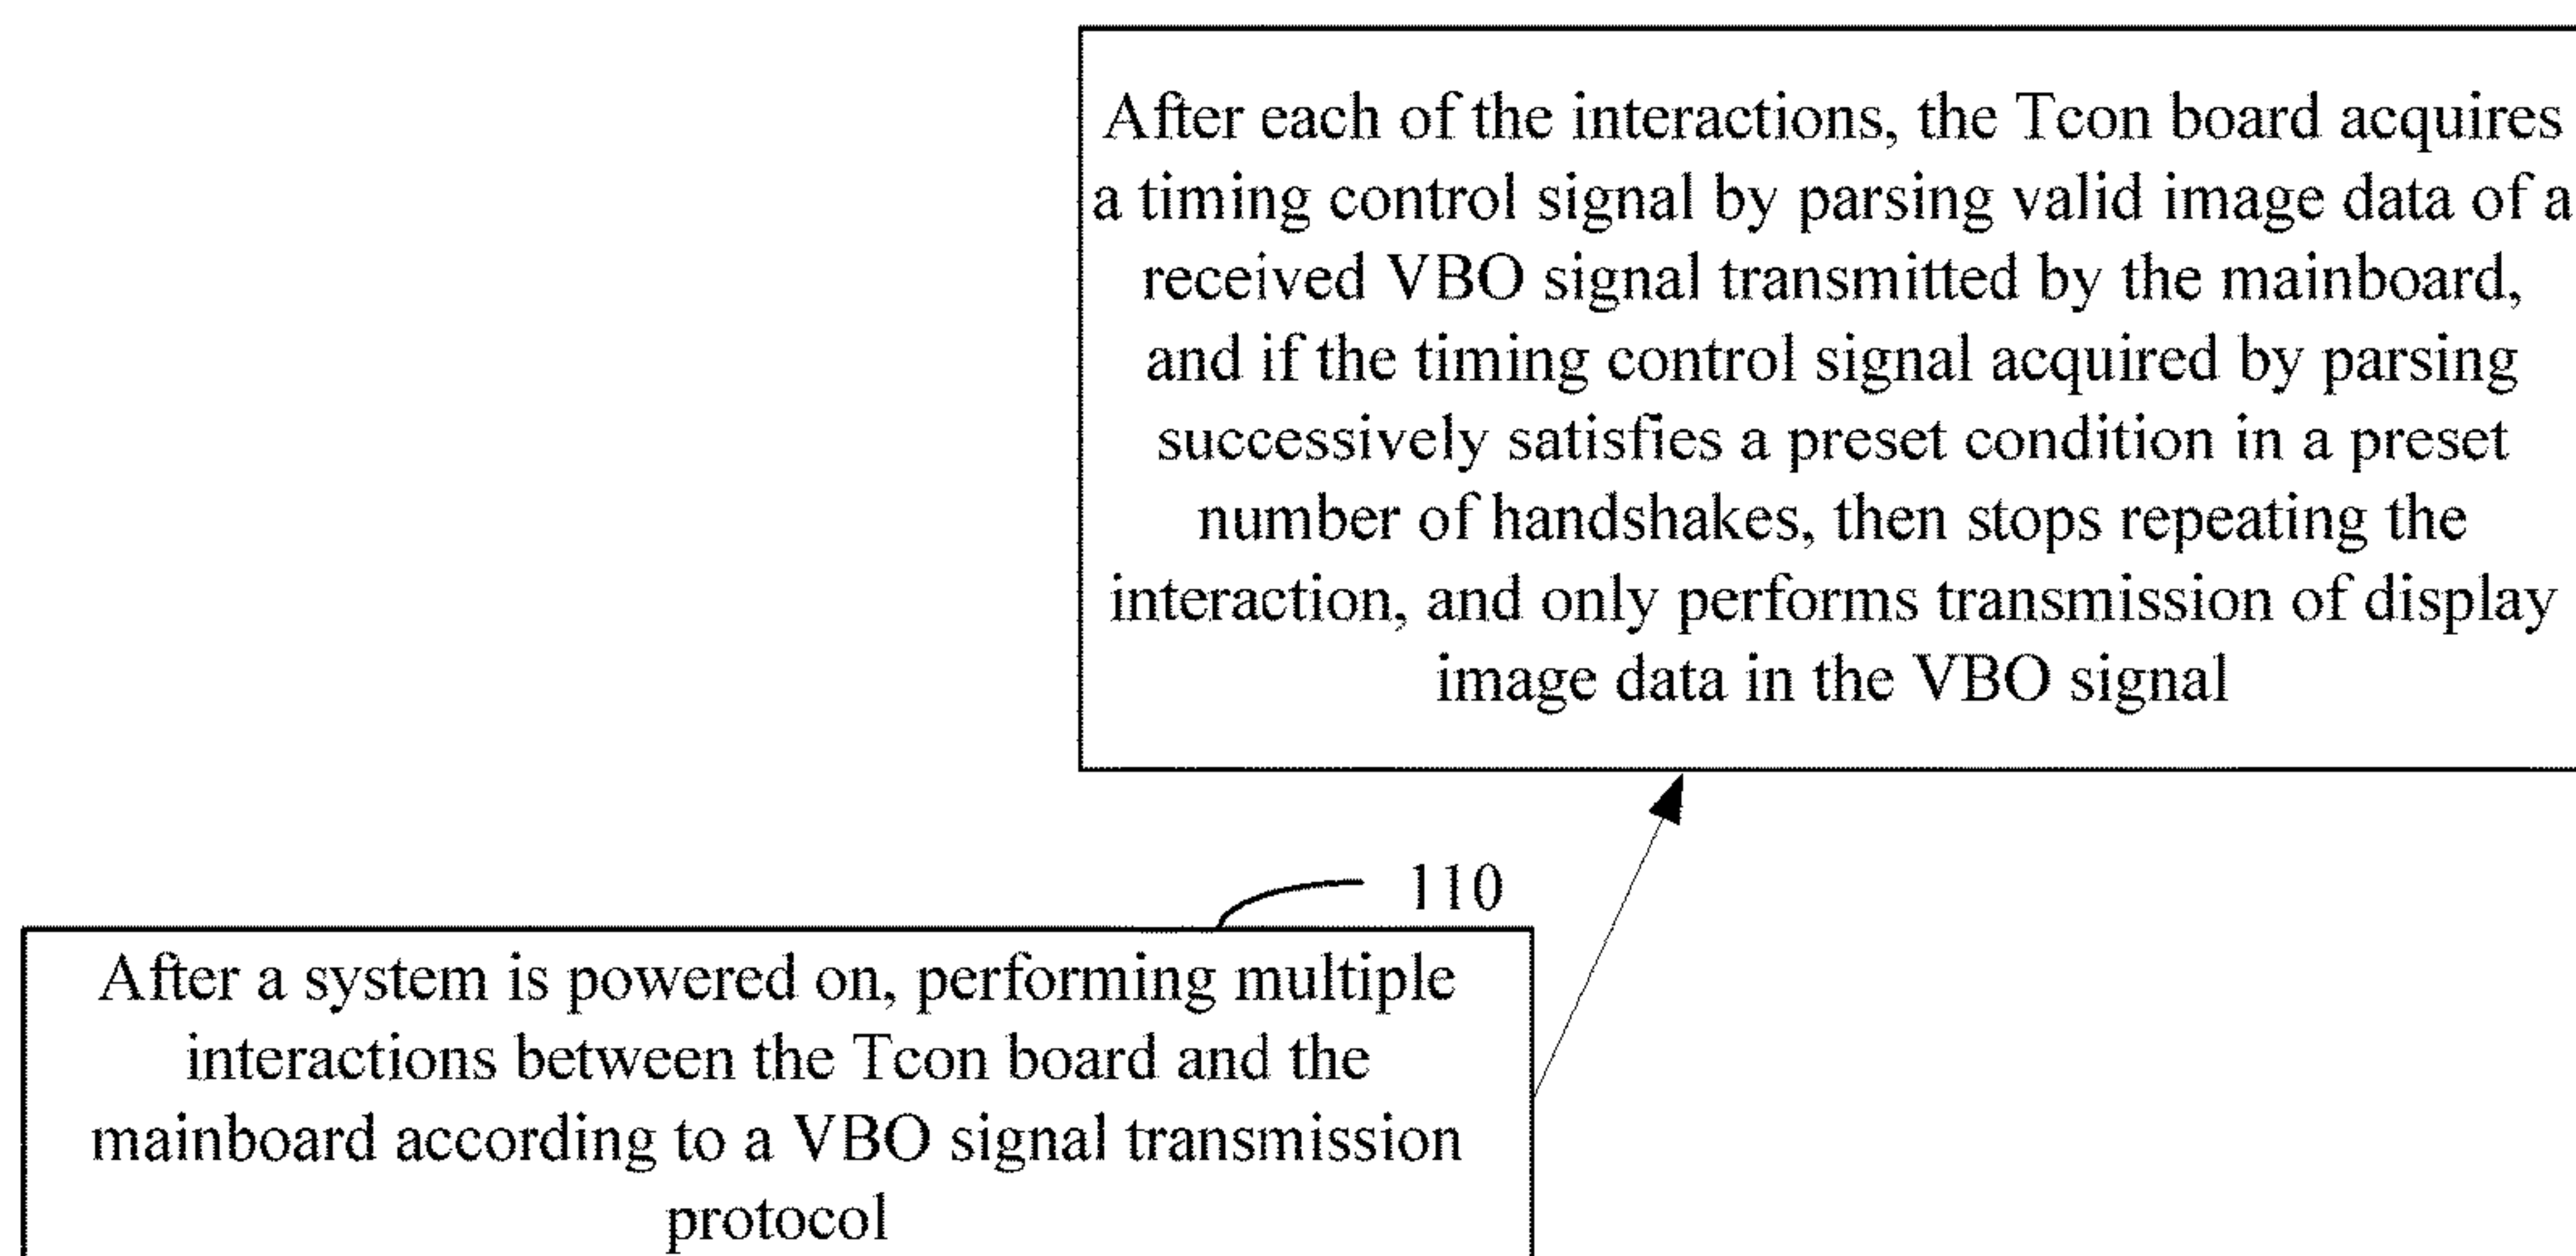 After each of the interactions, the Tcon board acquires
a timing control signal by parsing valid image data of a
received VBO signal transmitted by the mainboard,
and if the timing control signal acquired by parsing
successively satisfies a preset condition in a preset
number of handshakes, then stops repeating the
interaction, and only performs transmission of display
image data in the VBO signal
110
After a system is powered on, performing multiple
interactions between the Tcon board and the
mainboard according to a VBO signal transmission
protocol